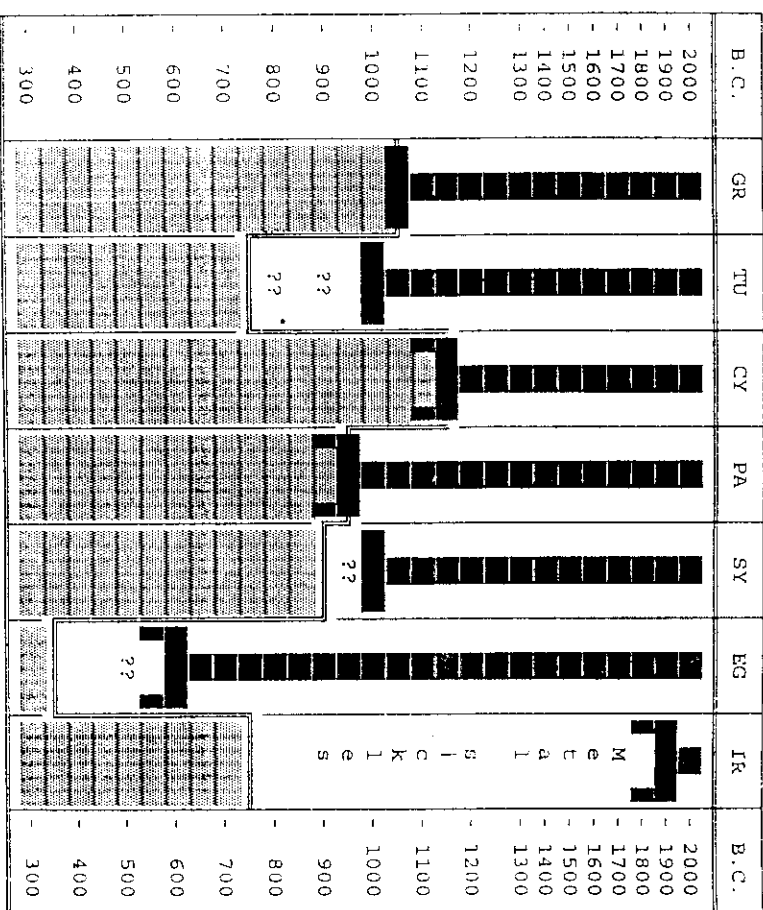 B.C. GR TU CY PA SY EG IR B.C.
2000 - - 2000
1900 - - 1900
1800 - - 1800
1700 - - 1700
1600 - - 1600
1500 - - 1500
1400 - - 1400
1300 - - 1300
1200 - - 1200
1100 - - 1100
1000 - - 1000
900 - - 900
800 - - 800
700 - - 700
600 - - 600
500 - - 500
400 - - 400
300 - - 300
??
??
??
??
Metal sickles